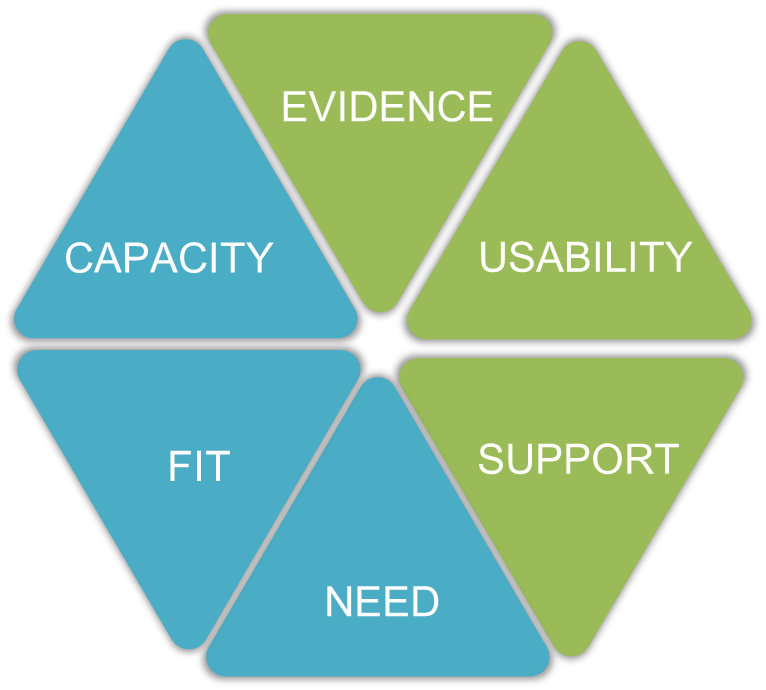 EVIDENCE
CAPACITY
USABILITY
FIT
SUPPORT
NEED